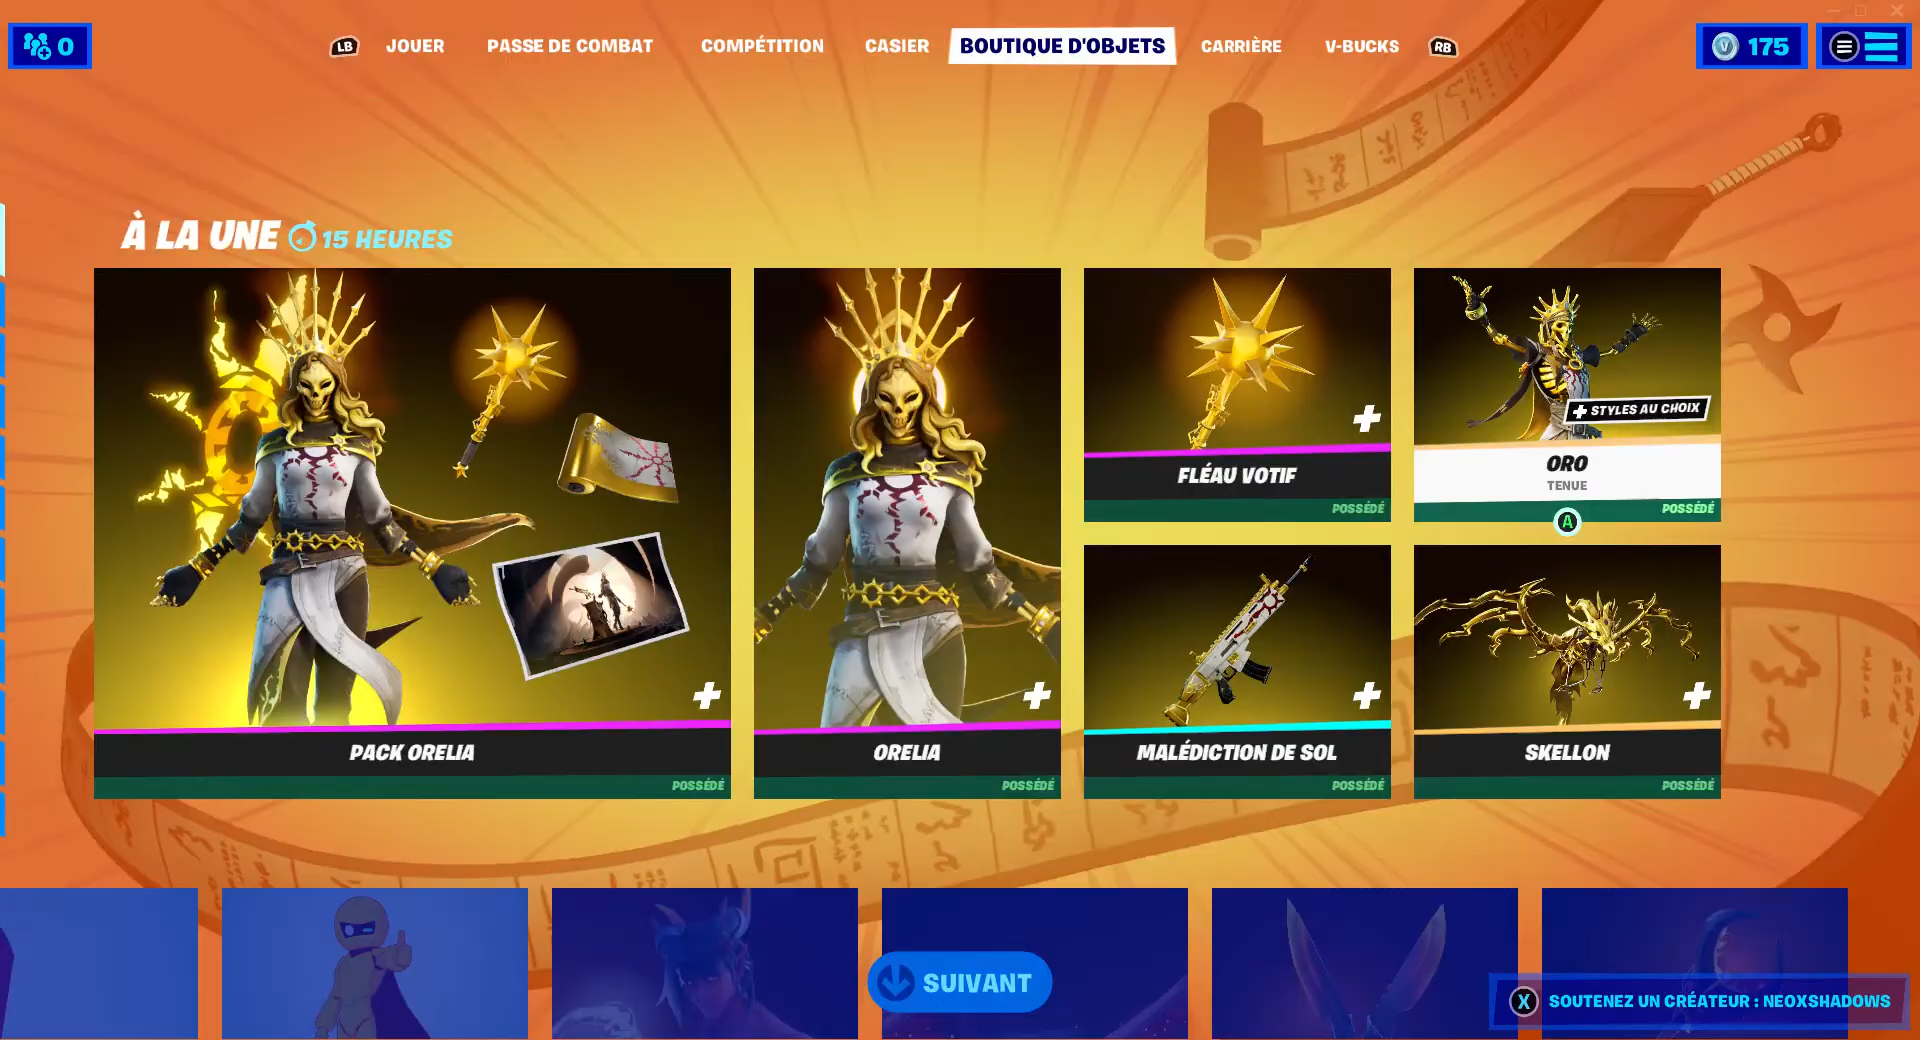 0
LB
JOUER
PASSE DE COMBAT
COMPÉTITION
CASIER
BOUTIQUE D'OBJETS
CARRIÈRE
V-BUCKS
RB
175
À LA UNE
15 HEURES
PACK ORELIA
POSSÉDÉ
ORELIA
POSSÉDÉ
FLÉAU VOTIF
POSSÉDÉ
+ STYLES AU CHOIX
ORO
TENUE
POSSÉDÉ
A
MALÉDICTION DE SOL
POSSÉDÉ
SKELLON
POSSÉDÉ
SUIVANT
X
SOUTENEZ UN CRÉATEUR : NEOXSHADOWS